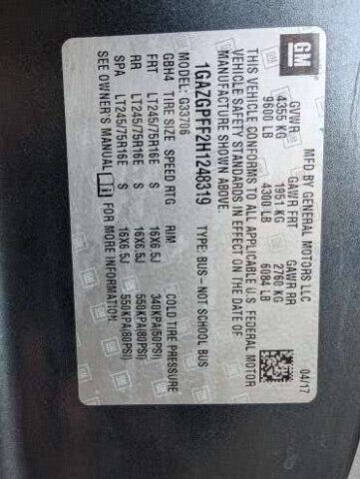 GM
MFD BY GENERAL MOTORS LLC 04/17
GVWR GAWR FRT GAWR RR
4355 KG 1951 KG 2760 KG
9600 LB 4300 LB 6084 LB
THIS VEHICLE CONFORMS TO ALL APPLICABLE U.S. FEDERAL MOTOR
VEHICLE SAFETY STANDARDS IN EFFECT ON THE DATE OF
MANUFACTURE SHOWN ABOVE.
1GAZGPFF2H1248319 TYPE: BUS - NOT SCHOOL BUS
MODEL: G33706
GBH4 TIRE SIZE SPEED RTG RIM COLD TIRE PRESSURE
FRT LT245/75R16E S 16X6.5J 340KPA(50PSI)
RR LT245/75R16E S 16X6.5J 550KPA(80PSI)
SPA LT245/75R16E S 16X6.5J 550KPA(80PSI)
SEE OWNER'S MANUAL FOR MORE INFORMATION.